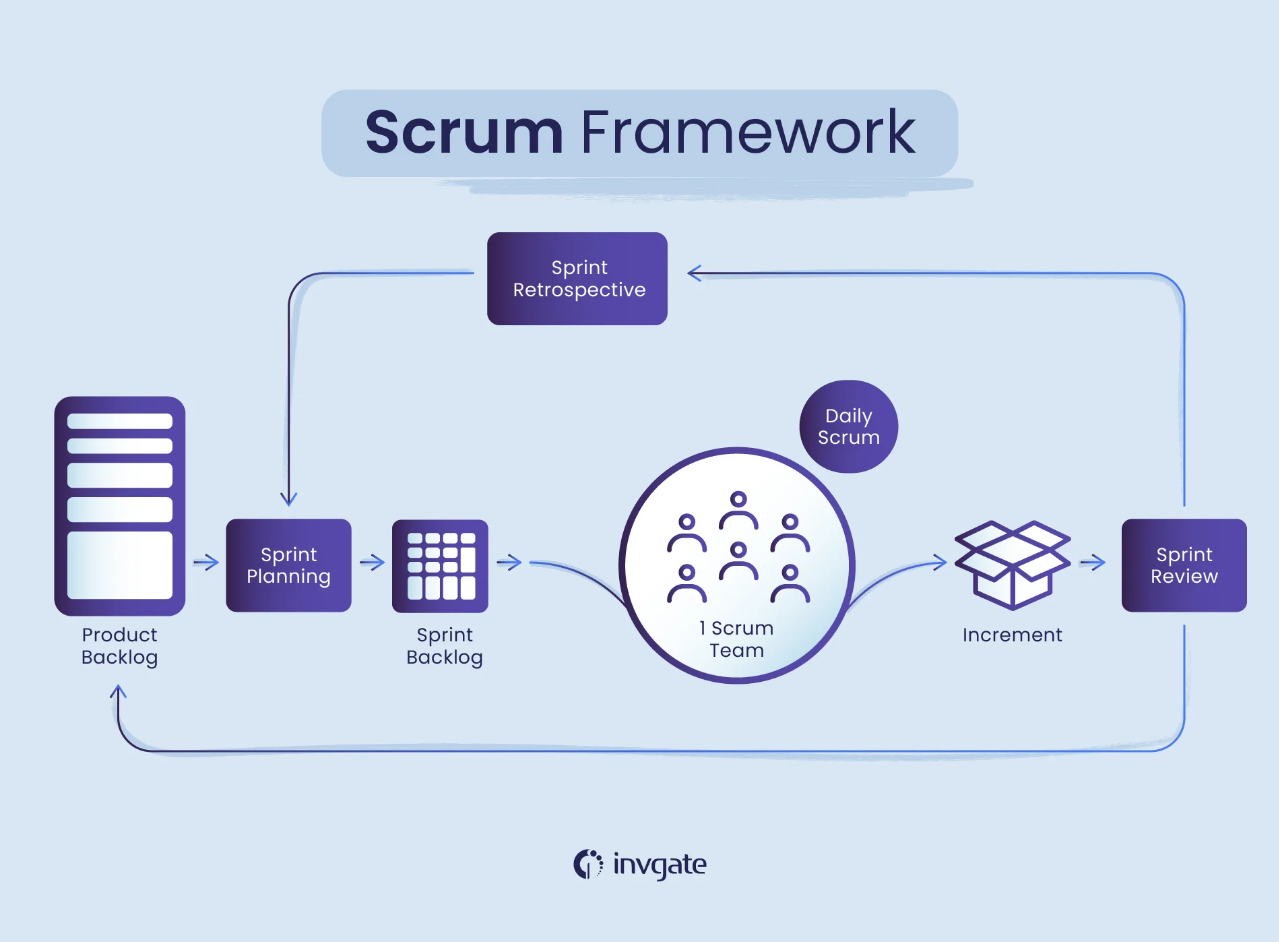 Scrum Framework
Sprint
Retrospective
Daily
Scrum
Sprint
Planning
Sprint
Review
1 Scrum
Team
Product
Backlog
Sprint
Backlog
Increment
invgate